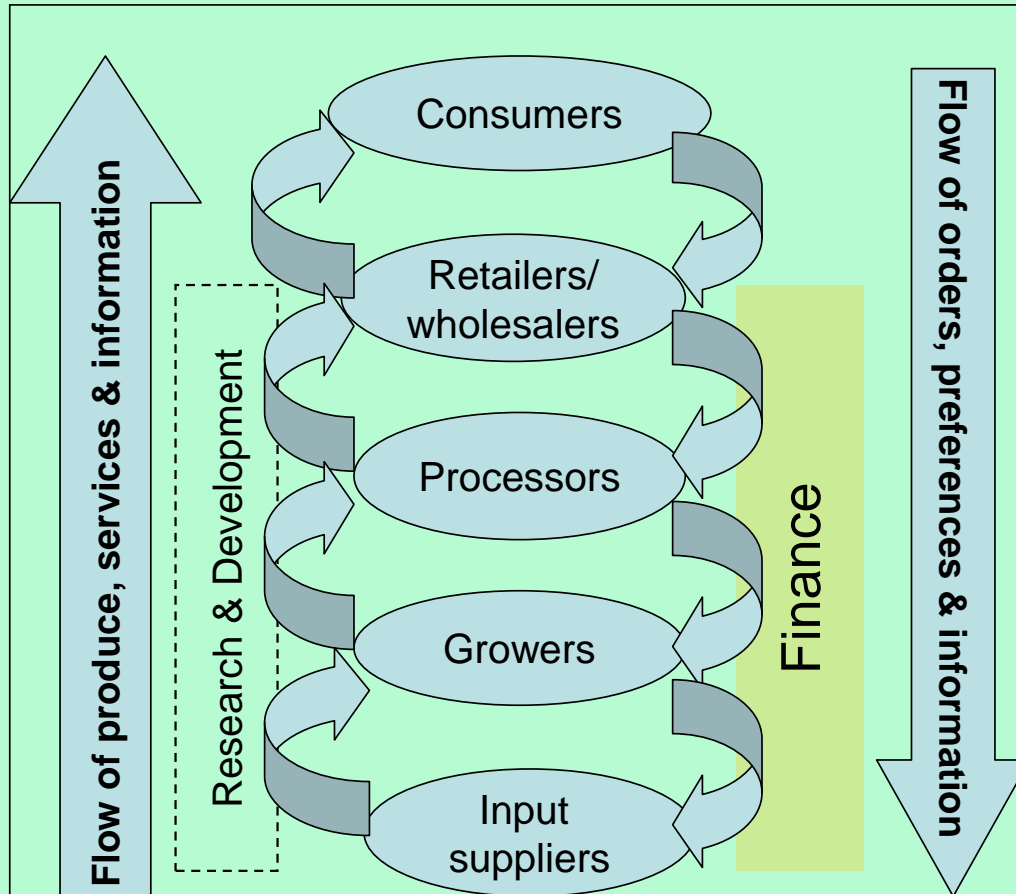 Flow of produce, services & information
Research & Development
Consumers
Retailers/
wholesalers
Processors
Growers
Input
suppliers
Finance
Flow of orders, preferences & information